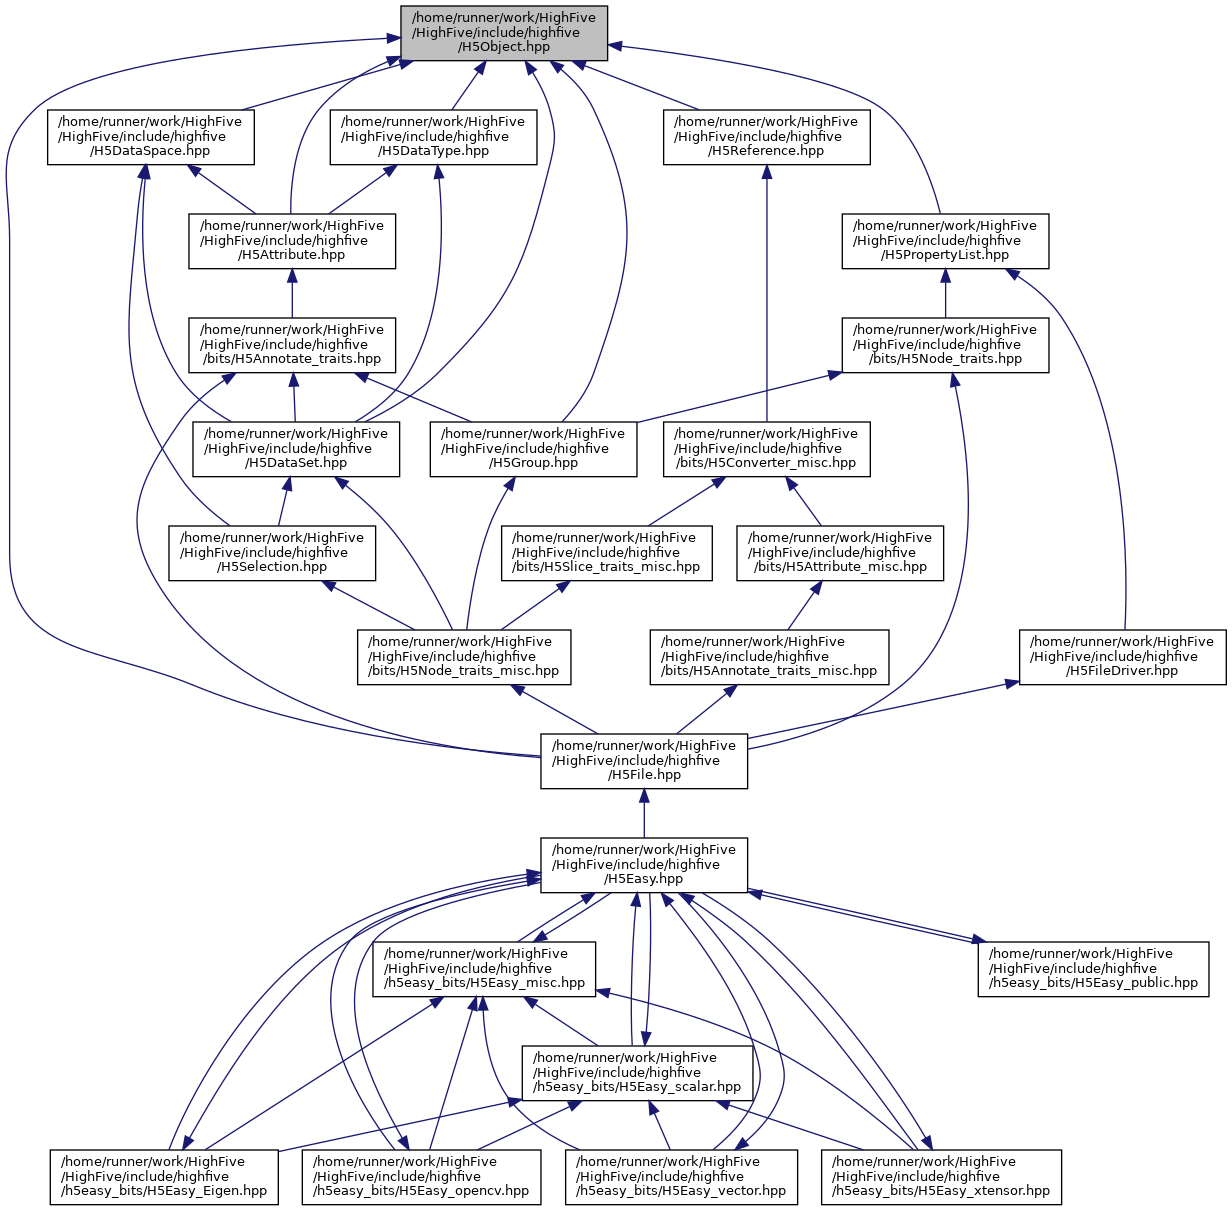 /home/runner/work/HighFive
/HighFive/include/highfive
/H5Object.hpp
/home/runner/work/HighFive
/HighFive/include/highfive
/H5DataSpace.hpp
/home/runner/work/HighFive
/HighFive/include/highfive
/H5DataType.hpp
/home/runner/work/HighFive
/HighFive/include/highfive
/H5Reference.hpp
/home/runner/work/HighFive
/HighFive/include/highfive
/H5Attribute.hpp
/home/runner/work/HighFive
/HighFive/include/highfive
/H5PropertyList.hpp
/home/runner/work/HighFive
/HighFive/include/highfive
/bits/H5Annotate_traits.hpp
/home/runner/work/HighFive
/HighFive/include/highfive
/bits/H5Node_traits.hpp
/home/runner/work/HighFive
/HighFive/include/highfive
/H5DataSet.hpp
/home/runner/work/HighFive
/HighFive/include/highfive
/H5Group.hpp
/home/runner/work/HighFive
/HighFive/include/highfive
/bits/H5Converter_misc.hpp
/home/runner/work/HighFive
/HighFive/include/highfive
/H5Selection.hpp
/home/runner/work/HighFive
/HighFive/include/highfive
/bits/H5Slice_traits_misc.hpp
/home/runner/work/HighFive
/HighFive/include/highfive
/bits/H5Attribute_misc.hpp
/home/runner/work/HighFive
/HighFive/include/highfive
/bits/H5Node_traits_misc.hpp
/home/runner/work/HighFive
/HighFive/include/highfive
/bits/H5Annotate_traits_misc.hpp
/home/runner/work/HighFive
/HighFive/include/highfive
/H5FileDriver.hpp
/home/runner/work/HighFive
/HighFive/include/highfive
/H5File.hpp
/home/runner/work/HighFive
/HighFive/include/highfive
/H5Easy.hpp
/home/runner/work/HighFive
/HighFive/include/highfive
/h5easy_bits/H5Easy_misc.hpp
/home/runner/work/HighFive
/HighFive/include/highfive
/h5easy_bits/H5Easy_public.hpp
/home/runner/work/HighFive
/HighFive/include/highfive
/h5easy_bits/H5Easy_scalar.hpp
/home/runner/work/HighFive
/HighFive/include/highfive
/h5easy_bits/H5Easy_Eigen.hpp
/home/runner/work/HighFive
/HighFive/include/highfive
/h5easy_bits/H5Easy_opencv.hpp
/home/runner/work/HighFive
/HighFive/include/highfive
/h5easy_bits/H5Easy_vector.hpp
/home/runner/work/HighFive
/HighFive/include/highfive
/h5easy_bits/H5Easy_xtensor.hpp